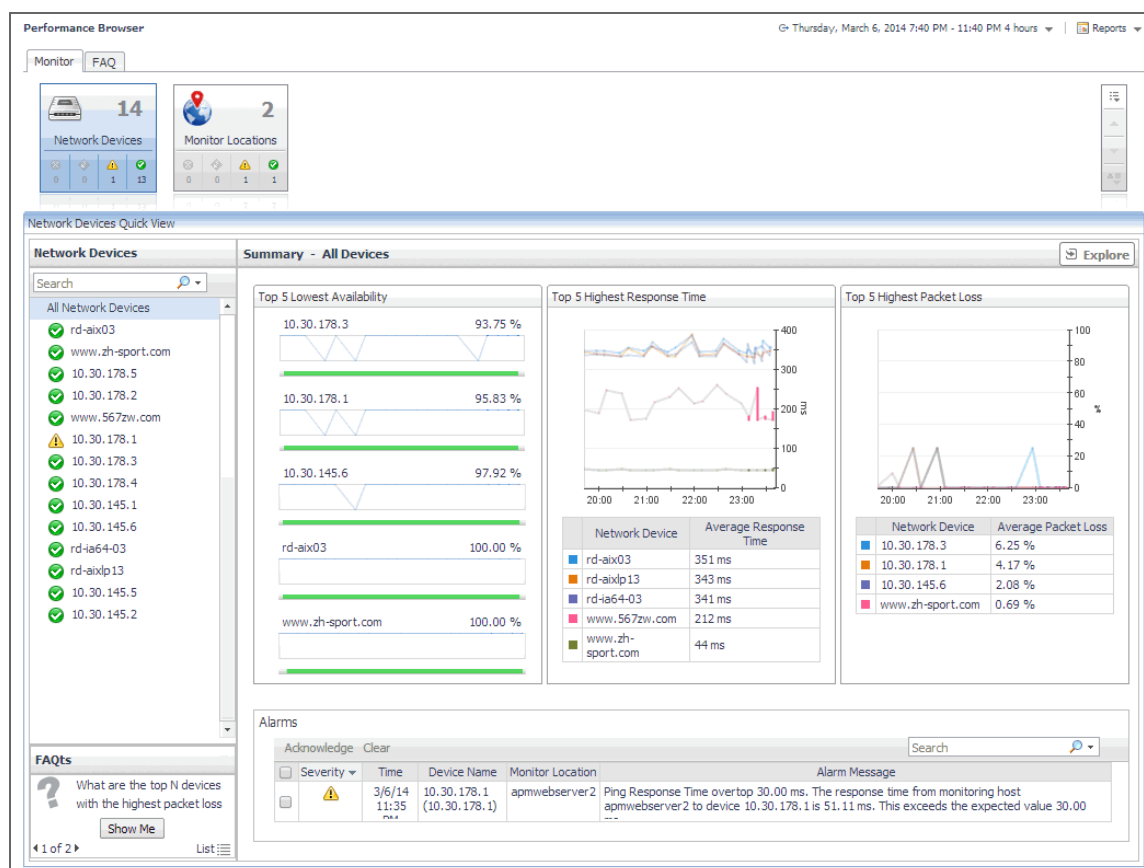 Performance Browser
Thursday, March 6, 2014 7:40 PM - 11:40 PM 4 hours
Reports
Monitor
FAQ
14
Network Devices
0 0 1 13
2
Monitor Locations
0 0 1 1
Network Devices Quick View
Network Devices
Search
All Network Devices
rd-aix03
www.zh-sport.com
10.30.178.5
10.30.178.2
www.567zw.com
10.30.178.1
10.30.178.3
10.30.178.4
10.30.145.1
10.30.145.6
rd-ia64-03
rd-aixlp13
10.30.145.5
10.30.145.2
FAQts
What are the top N devices
with the highest packet loss
Show Me
1 of 2
List
Summary - All Devices
Explore
Top 5 Lowest Availability
10.30.178.3 93.75 %
10.30.178.1 95.83 %
10.30.145.6 97.92 %
rd-aix03 100.00 %
www.zh-sport.com 100.00 %
Top 5 Highest Response Time
400
300
200
100
0
ms
20:00 21:00 22:00 23:00
Network Device Average Response
Time
rd-aix03 351 ms
rd-aixlp13 343 ms
rd-ia64-03 341 ms
www.567zw.com 212 ms
www.zh-
sport.com 44 ms
Top 5 Highest Packet Loss
100
80
60
40
20
0
%
20:00 21:00 22:00 23:00
Network Device Average Packet Loss
10.30.178.3 6.25 %
10.30.178.1 4.17 %
10.30.145.6 2.08 %
www.zh-sport.com 0.69 %
Alarms
Acknowledge Clear
Search
Severity Time Device Name Monitor Location Alarm Message
3/6/14
11:35
PM
10.30.178.1
(10.30.178.1)
apmwebserver2
Ping Response Time overtop 30.00 ms. The response time from monitoring host
apmwebserver2 to device 10.30.178.1 is 51.11 ms. This exceeds the expected value 30.00